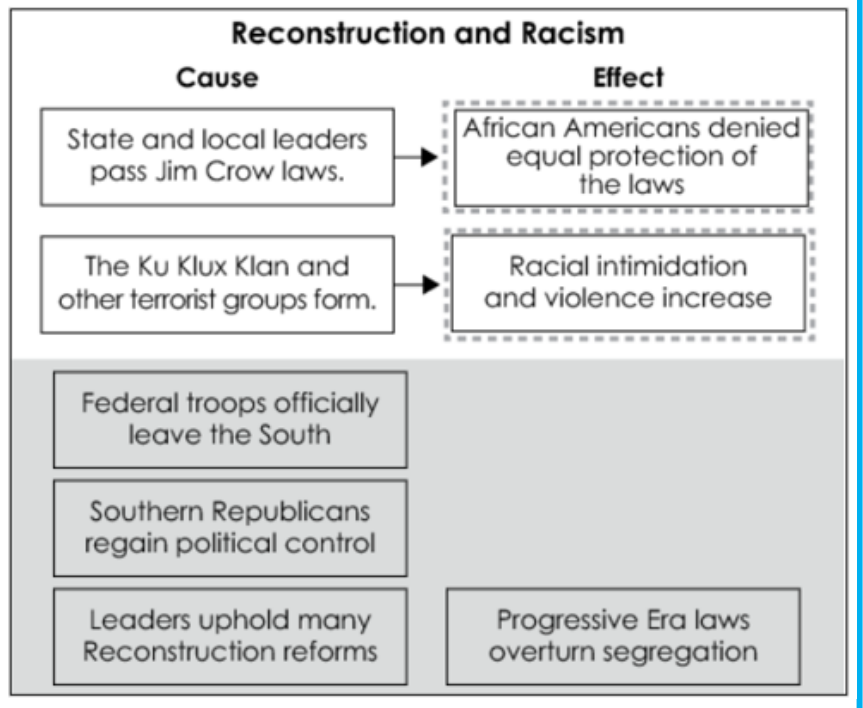 Reconstruction and Racism
Cause
Effect
State and local leaders
pass Jim Crow laws.
African Americans denied
equal protection of
the laws
The Ku Klux Klan and
other terrorist groups form.
Racial intimidation
and violence increase
Federal troops officially
leave the South
Southern Republicans
regain political control
Leaders uphold many
Reconstruction reforms
Progressive Era laws
overturn segregation